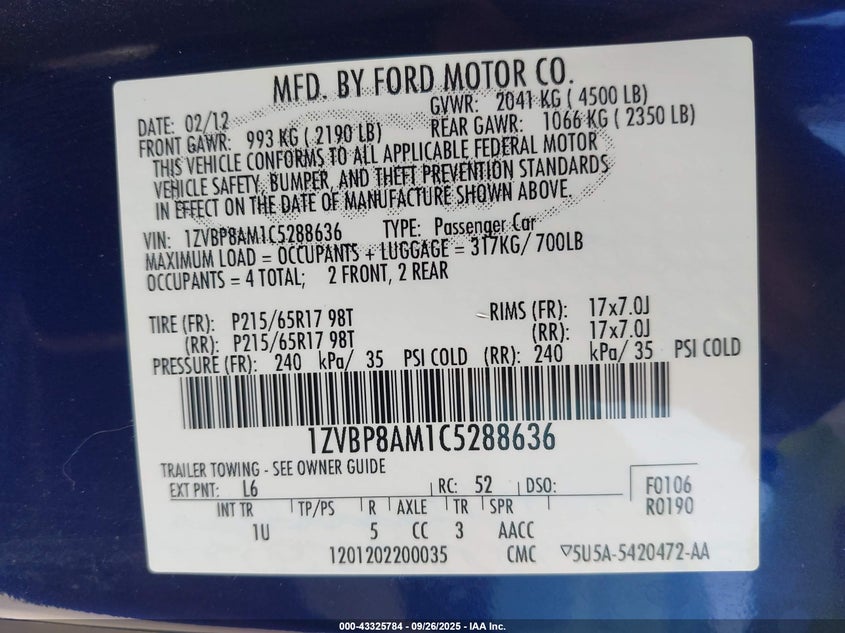 MFD. BY FORD MOTOR CO.
DATE: 02/12 GVWR: 2041 KG ( 4500 LB)
FRONT GAWR: 993 KG ( 2190 LB) REAR GAWR: 1066 KG ( 2350 LB)
THIS VEHICLE CONFORMS TO ALL APPLICABLE FEDERAL MOTOR
VEHICLE SAFETY, BUMPER, AND THEFT PREVENTION STANDARDS
IN EFFECT ON THE DATE OF MANUFACTURE SHOWN ABOVE.
VIN: 1ZVBP8AM1C5288636 TYPE: Passenger Car
MAXIMUM LOAD = OCCUPANTS + LUGGAGE = 317KG/ 700LB
OCCUPANTS = 4 TOTAL; 2 FRONT, 2 REAR
TIRE (FR): P215/65R17 98T RIMS (FR): 17x7.0J
(RR): P215/65R17 98T (RR): 17x7.0J
PRESSURE (FR): 240 kPa/ 35 PSI COLD (RR): 240 kPa/ 35 PSI COLD
1ZVBP8AM1C5288636
TRAILER TOWING - SEE OWNER GUIDE
EXT PNT: L6 RC: 52 DSO: F0106
INT TR TP/PS R AXLE TR SPR R0190
1U 5 CC 3 AACC
1201202200035 CMC ▽5U5A-5420472-AA
000-43325784 - 09/26/2025 - IAA Inc.